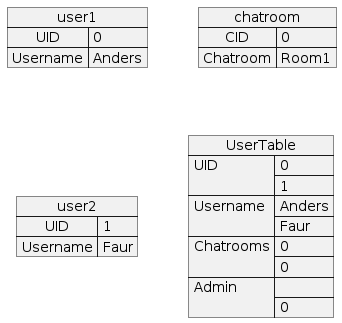 user1
UID 0
Username Anders
chatroom
CID 0
Chatroom Room1
user2
UID 1
Username Faur
UserTable
UID 0
1
Username Anders
Faur
Chatrooms 0
0
Admin
0